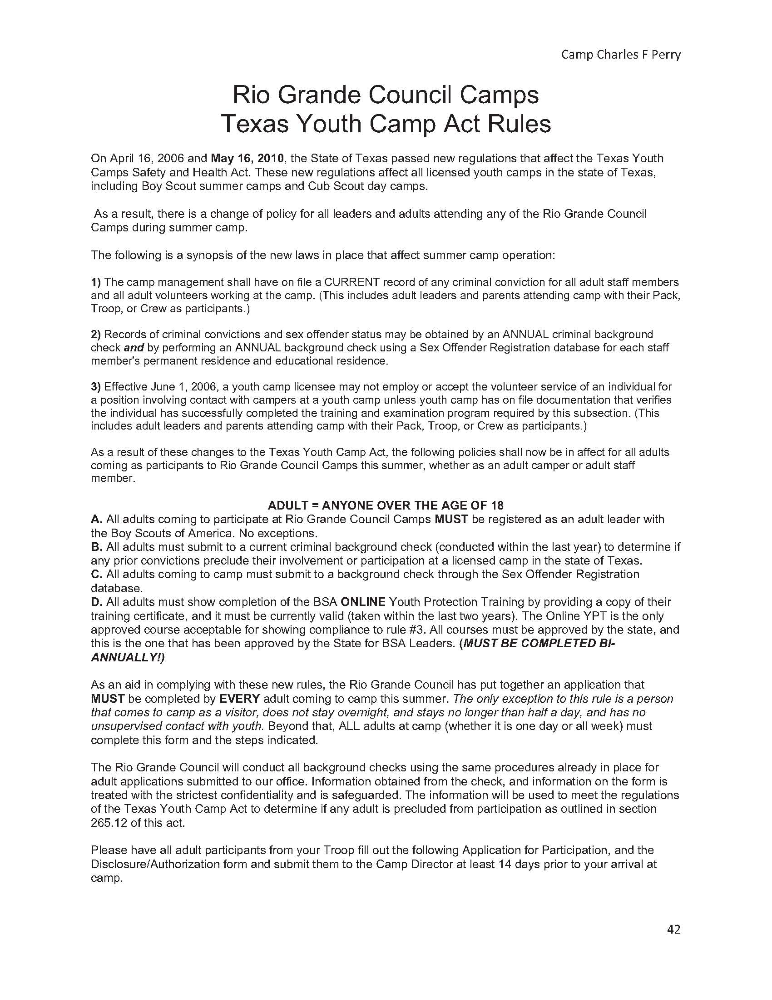 Camp Charles F Perry
Rio Grande Council Camps
Texas Youth Camp Act Rules
On April 16, 2006 and May 16, 2010, the State of Texas passed new regulations that affect the Texas Youth
Camps Safety and Health Act. These new regulations affect all licensed youth camps in the state of Texas,
including Boy Scout summer camps and Cub Scout day camps.
As a result, there is a change of policy for all leaders and adults attending any of the Rio Grande Council
Camps during summer camp.
The following is a synopsis of the new laws in place that affect summer camp operation:
1) The camp management shall have on file a CURRENT record of any criminal conviction for all adult staff members
and all adult volunteers working at the camp. (This includes adult leaders and parents attending camp with their Pack,
Troop, or Crew as participants.)
2) Records of criminal convictions and sex offender status may be obtained by an ANNUAL criminal background
check and by performing an ANNUAL background check using a Sex Offender Registration database for each staff
member's permanent residence and educational residence.
3) Effective June 1, 2006, a youth camp licensee may not employ or accept the volunteer service of an individual for
a position involving contact with campers at a youth camp unless youth camp has on file documentation that verifies
the individual has successfully completed the training and examination program required by this subsection. (This
includes adult leaders and parents attending camp with their Pack, Troop, or Crew as participants.)
As a result of these changes to the Texas Youth Camp Act, the following policies shall now be in affect for all adults
coming as participants to Rio Grande Council Camps this summer, whether as an adult camper or adult staff
member.
ADULT = ANYONE OVER THE AGE OF 18
A. All adults coming to participate at Rio Grande Council Camps MUST be registered as an adult leader with
the Boy Scouts of America. No exceptions.
B. All adults must submit to a current criminal background check (conducted within the last year) to determine if
any prior convictions preclude their involvement or participation at a licensed camp in the state of Texas.
C. All adults coming to camp must submit to a background check through the Sex Offender Registration
database.
D. All adults must show completion of the BSA ONLINE Youth Protection Training by providing a copy of their
training certificate, and it must be currently valid (taken within the last two years). The Online YPT is the only
approved course acceptable for showing compliance to rule #3. All courses must be approved by the state, and
this is the one that has been approved by the State for BSA Leaders. (MUST BE COMPLETED BI-
ANNUALLY!)
As an aid in complying with these new rules, the Rio Grande Council has put together an application that
MUST be completed by EVERY adult coming to camp this summer. The only exception to this rule is a person
that comes to camp as a visitor, does not stay overnight, and stays no longer than half a day, and has no
unsupervised contact with youth. Beyond that, ALL adults at camp (whether it is one day or all week) must
complete this form and the steps indicated.
The Rio Grande Council will conduct all background checks using the same procedures already in place for
adult applications submitted to our office. Information obtained from the check, and information on the form is
treated with the strictest confidentiality and is safeguarded. The information will be used to meet the regulations
of the Texas Youth Camp Act to determine if any adult is precluded from participation as outlined in section
265.12 of this act.
Please have all adult participants from your Troop fill out the following Application for Participation, and the
Disclosure/Authorization form and submit them to the Camp Director at least 14 days prior to your arrival at
camp.
42